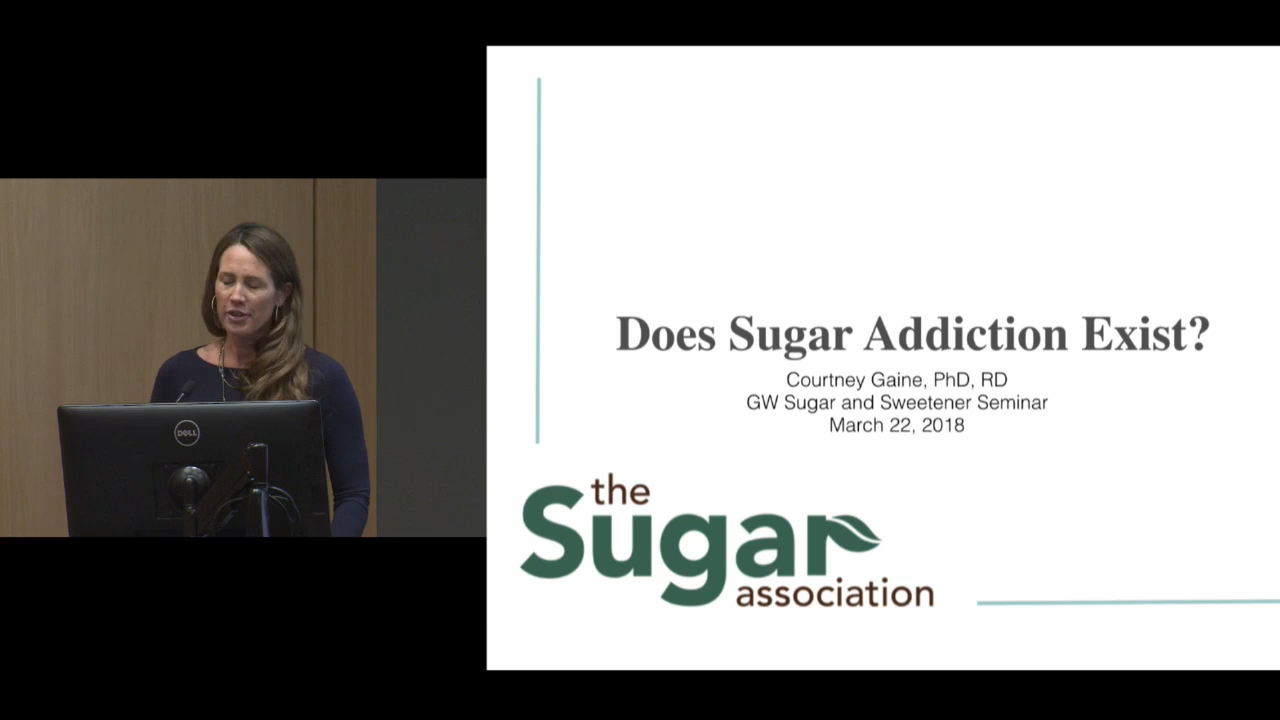 Does Sugar Addiction Exist?
Courtney Gaine, PhD, RD
GW Sugar and Sweetener Seminar
March 22, 2018
the
Sugar
association
DELL